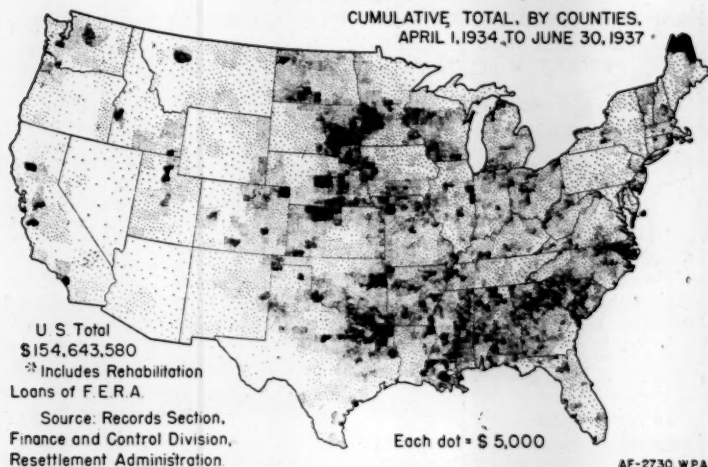 CUMULATIVE TOTAL, BY COUNTIES,
APRIL 1, 1934 TO JUNE 30, 1937
U. S. Total
$154,643,580
* Includes Rehabilitation
Loans of F.E.R.A.
Source: Records Section,
Finance and Control Division,
Resettlement Administration.
Each dot = $ 5,000
AF-2730 W.P.A.